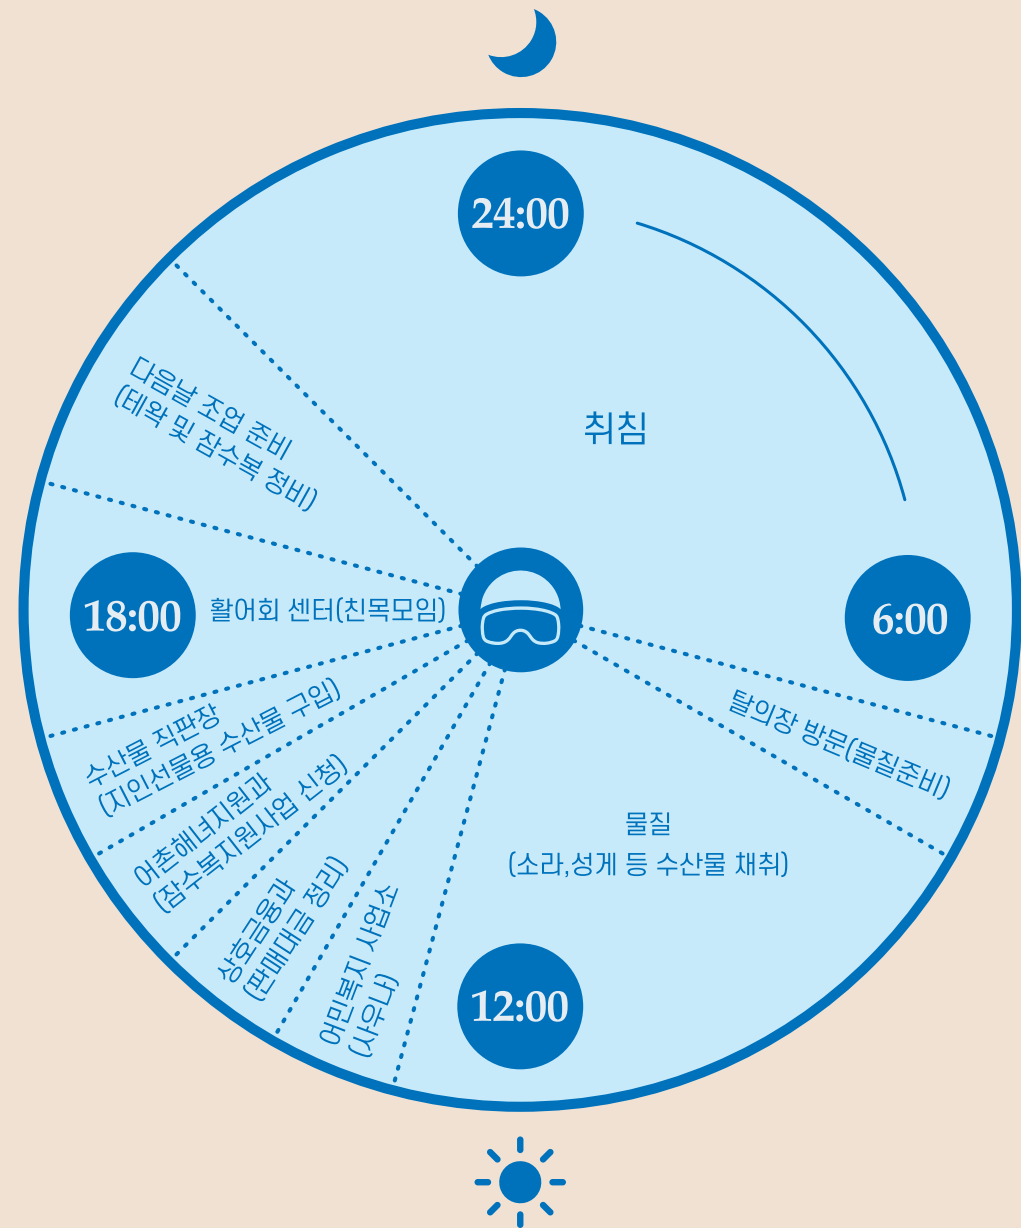 24:00
취침
6:00
탈의장 방문(물질준비)
물질
(소라,성게 등 수산물 채취)
12:00
어민복지 사업소
(사우나)
상호금융과
(판매대금 정리)
어촌해녀지원과
(잠수복지원사업 신청)
수산물 직판장
(지인선물용 수산물 구입)
18:00
활어회 센터(친목모임)
다음날 조업 준비
(테왁 및 잠수복 정비)